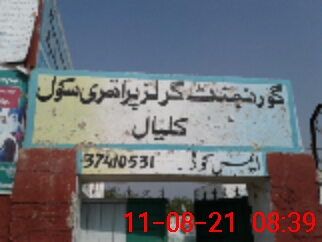 گورنمنٹ گرلز پرائمری سکول
کلیال
ایمس کوڈ 37410531
11-08-21 08:39